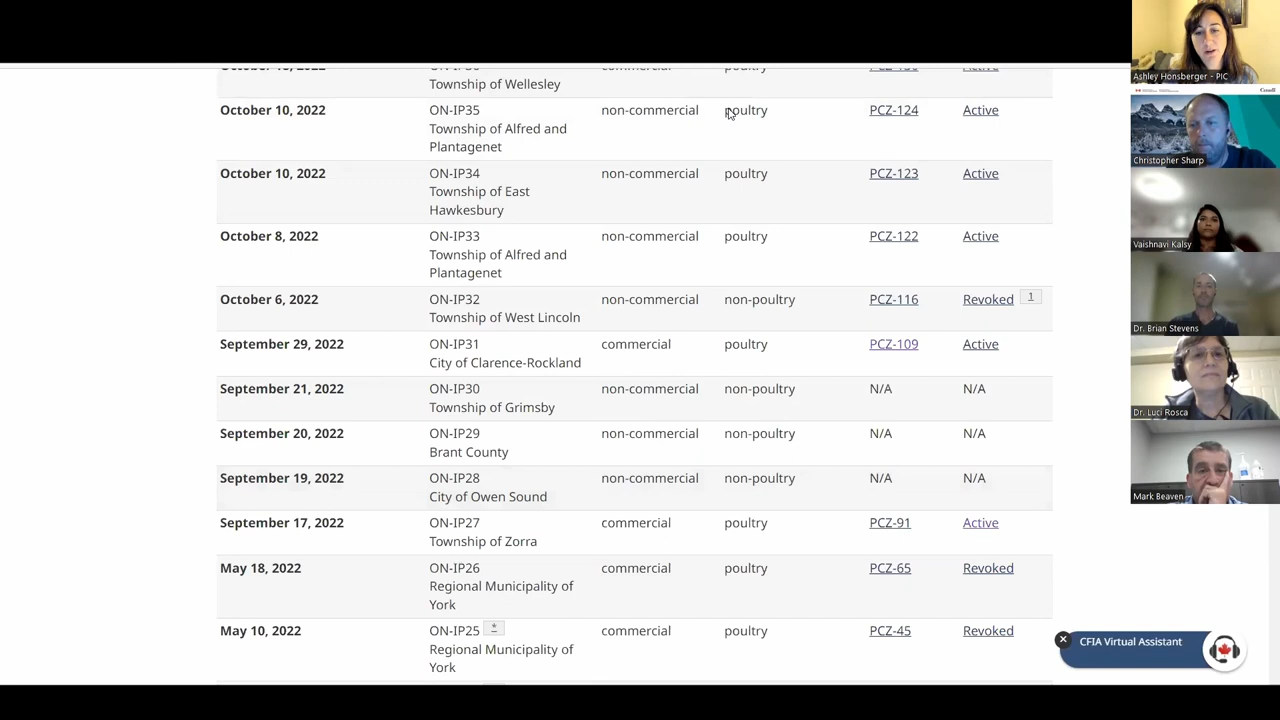 Township of Wellesley
October 10, 2022 ON-IP35 non-commercial poultry PCZ-124 Active
Township of Alfred and
Plantagenet
October 10, 2022 ON-IP34 non-commercial poultry PCZ-123 Active
Township of East
Hawkesbury
October 8, 2022 ON-IP33 non-commercial poultry PCZ-122 Active
Township of Alfred and
Plantagenet
October 6, 2022 ON-IP32 non-commercial non-poultry PCZ-116 Revoked 1
Township of West Lincoln
September 29, 2022 ON-IP31 commercial poultry PCZ-109 Active
City of Clarence-Rockland
September 21, 2022 ON-IP30 non-commercial non-poultry N/A N/A
Township of Grimsby
September 20, 2022 ON-IP29 non-commercial non-poultry N/A N/A
Brant County
September 19, 2022 ON-IP28 non-commercial non-poultry N/A N/A
City of Owen Sound
September 17, 2022 ON-IP27 commercial poultry PCZ-91 Active
Township of Zorra
May 18, 2022 ON-IP26 commercial poultry PCZ-65 Revoked
Regional Municipality of
York
May 10, 2022 ON-IP25 * commercial poultry PCZ-45 Revoked
Regional Municipality of
York
CFIA Virtual Assistant
Ashley Honsberger - PIC
Canada
Christopher Sharp
Vaishnavi Kalsy
Dr. Brian Stevens
Dr. Luci Rosca
Mark Beaven